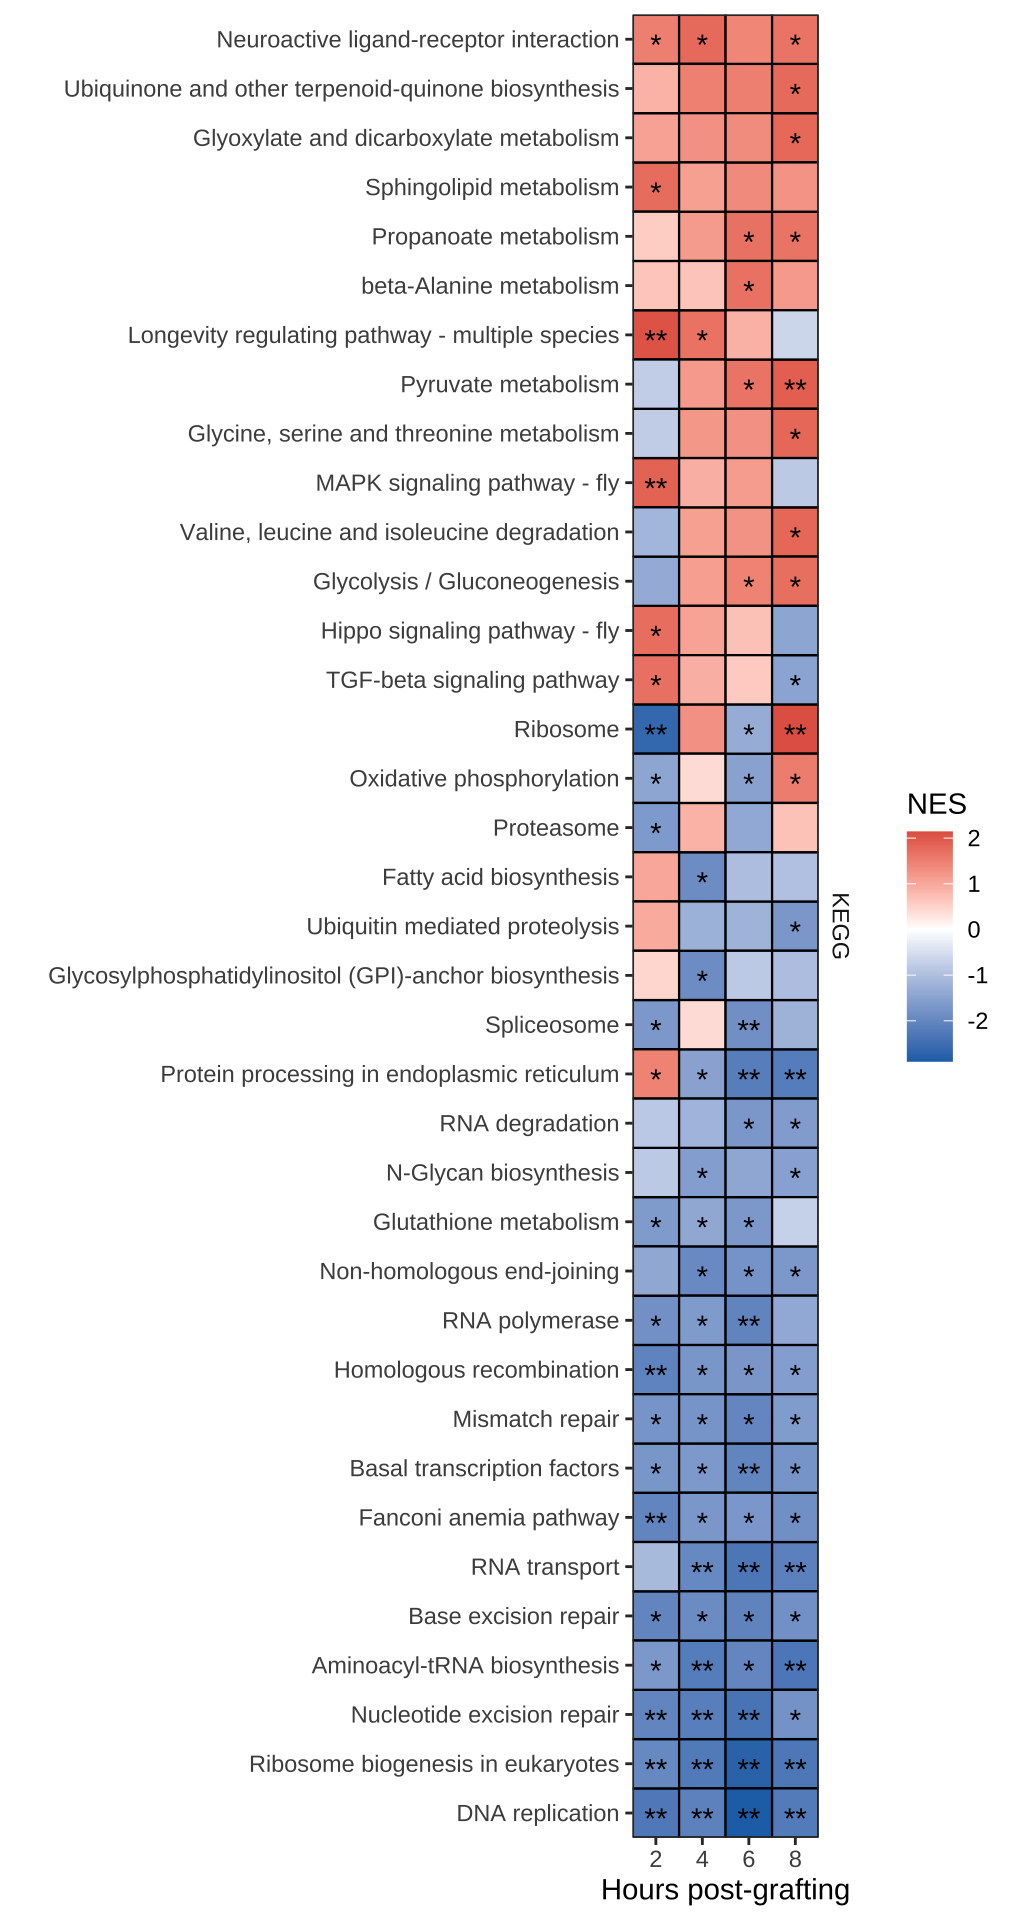 Neuroactive ligand-receptor interaction * * *
Ubiquinone and other terpenoid-quinone biosynthesis *
Glyoxylate and dicarboxylate metabolism *
Sphingolipid metabolism *
Propanoate metabolism * *
beta-Alanine metabolism *
Longevity regulating pathway - multiple species ** *
Pyruvate metabolism * **
Glycine, serine and threonine metabolism *
MAPK signaling pathway - fly **
Valine, leucine and isoleucine degradation *
Glycolysis / Gluconeogenesis * *
Hippo signaling pathway - fly *
TGF-beta signaling pathway * *
Ribosome ** * **
Oxidative phosphorylation * * *
Proteasome *
Fatty acid biosynthesis *
Ubiquitin mediated proteolysis *
Glycosylphosphatidylinositol (GPI)-anchor biosynthesis *
Spliceosome * **
Protein processing in endoplasmic reticulum * * ** **
RNA degradation * *
N-Glycan biosynthesis * *
Glutathione metabolism * * *
Non-homologous end-joining * * *
RNA polymerase * * **
Homologous recombination ** * * *
Mismatch repair * * * *
Basal transcription factors * * ** *
Fanconi anemia pathway ** * * *
RNA transport ** ** **
Base excision repair * * * *
Aminoacyl-tRNA biosynthesis * ** * **
Nucleotide excision repair ** ** ** *
Ribosome biogenesis in eukaryotes ** ** ** **
DNA replication ** ** ** **
2 4 6 8
Hours post-grafting
KEGG
NES
2
1
0
-1
-2